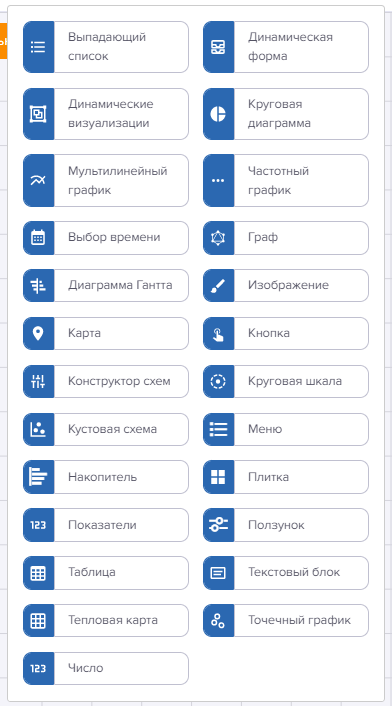 Выпадающий
список
Динамическая
форма
Динамические
визуализации
Круговая
диаграмма
Мультилинейный
график
Частотный
график
Выбор времени
Граф
Диаграмма Гантта
Изображение
Карта
Кнопка
Конструктор схем
Круговая шкала
Кустовая схема
Меню
Накопитель
Плитка
123
Показатели
Ползунок
Таблица
Текстовый блок
Тепловая карта
Точечный график
123
Число